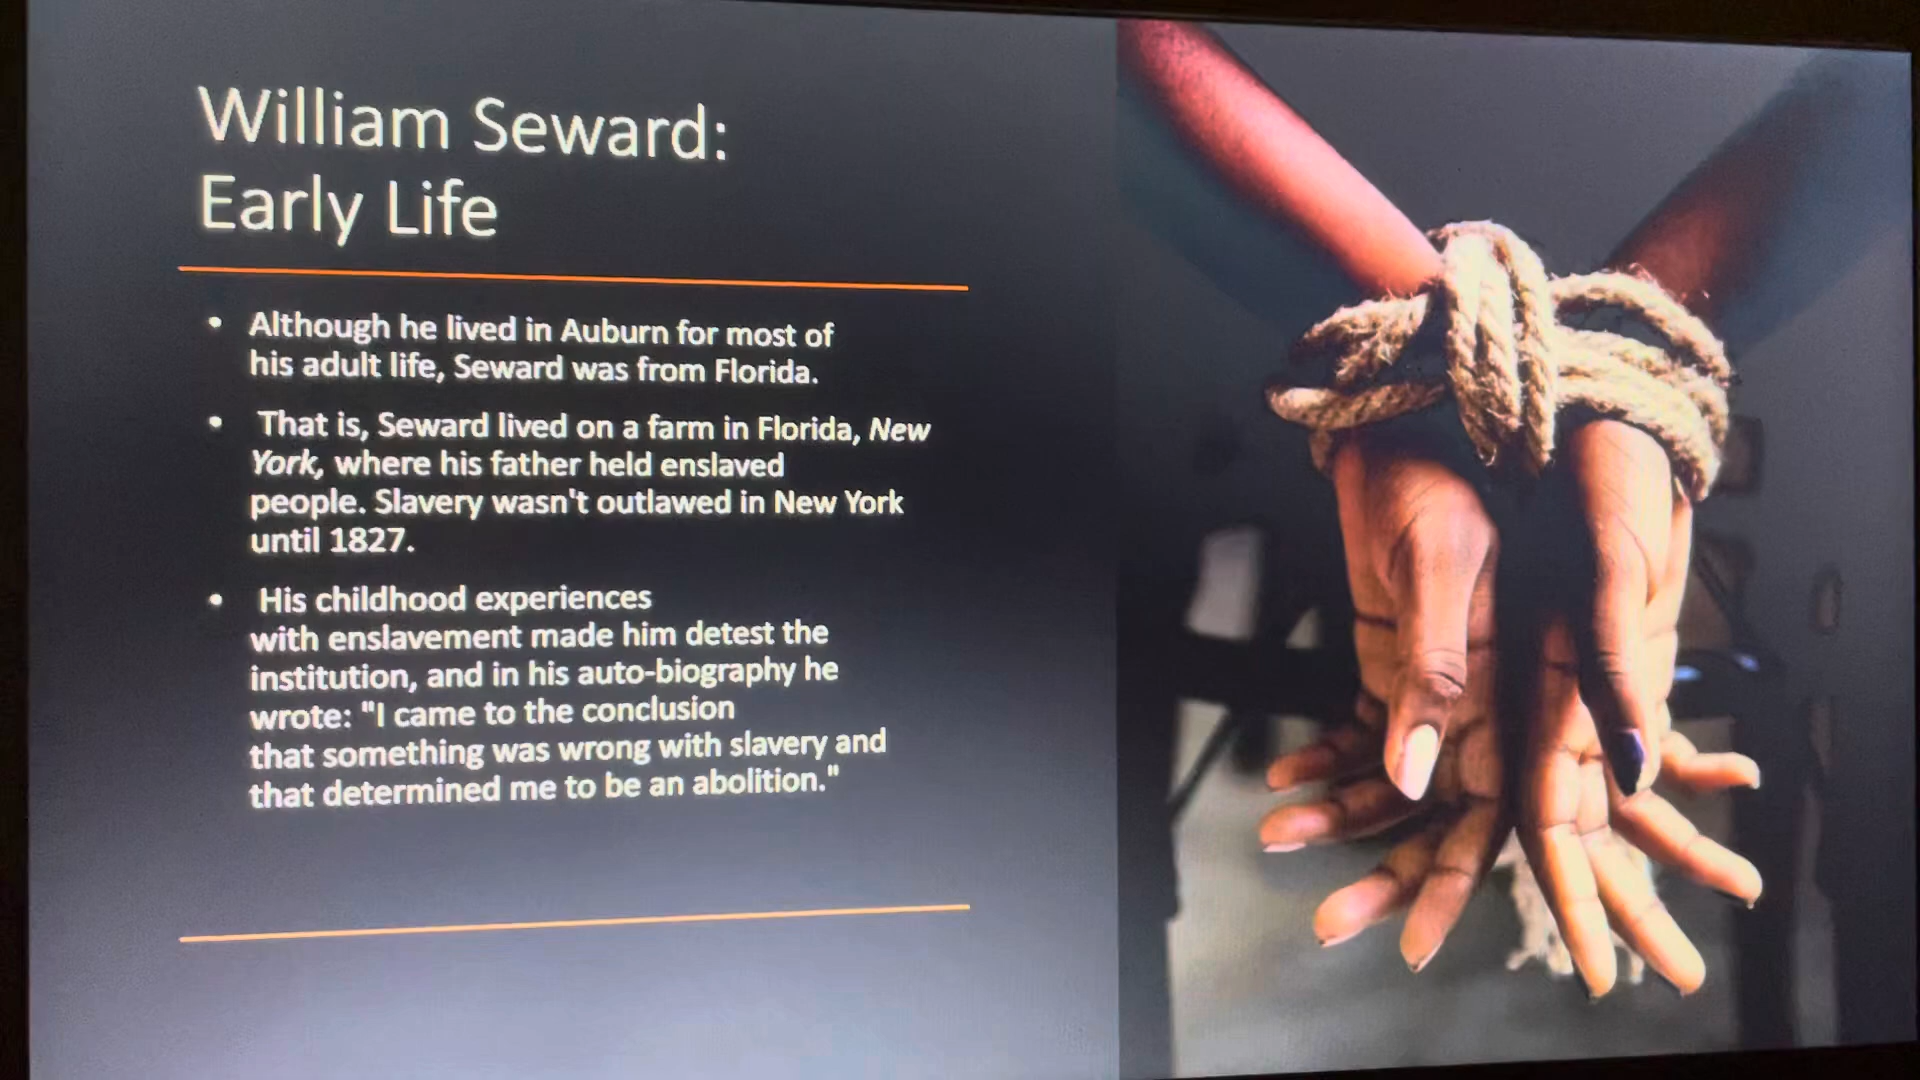 William Seward:
Early Life
• Although he lived in Auburn for most of
his adult life, Seward was from Florida.
• That is, Seward lived on a farm in Florida, New
York, where his father held enslaved
people. Slavery wasn't outlawed in New York
until 1827.
• His childhood experiences
with enslavement made him detest the
institution, and in his auto-biography he
wrote: "I came to the conclusion
that something was wrong with slavery and
that determined me to be an abolition."